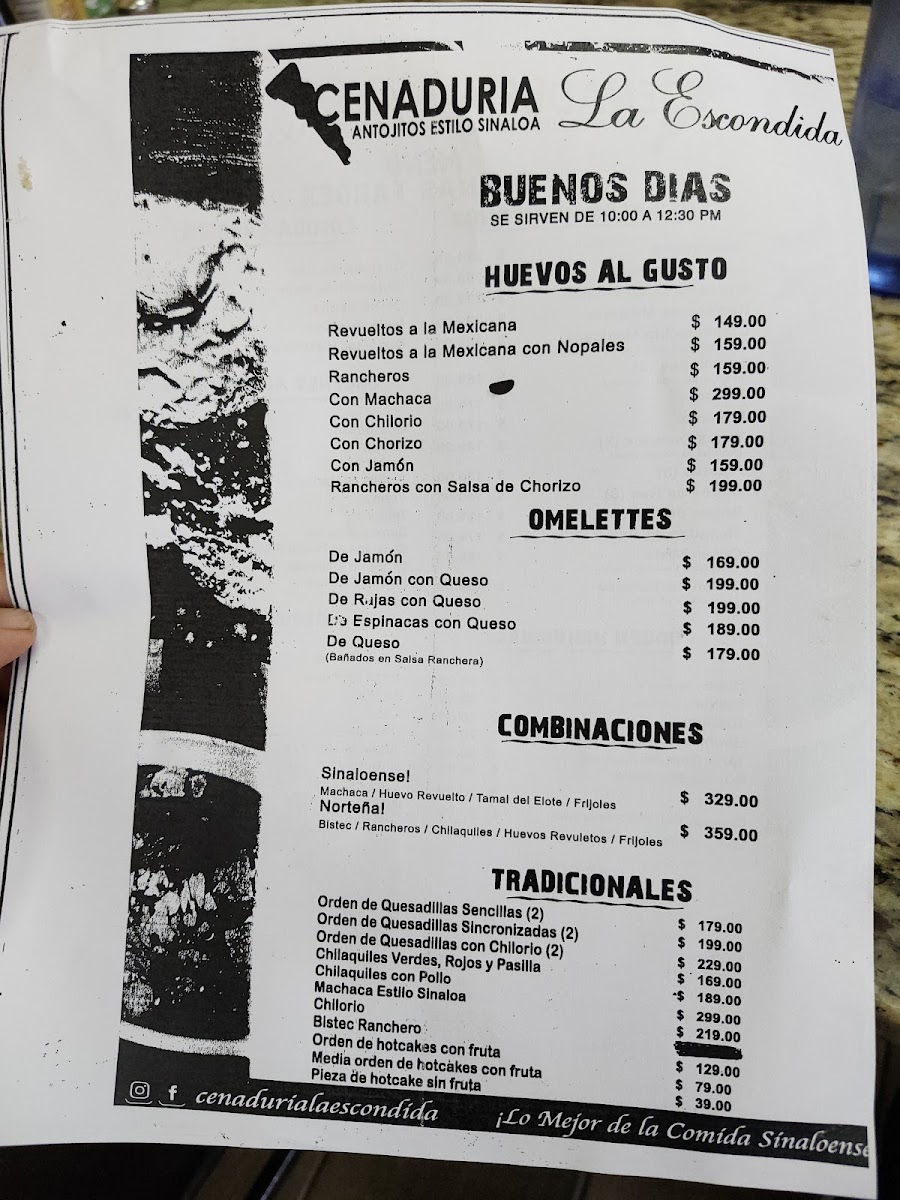 CENADURIA La Escondida
ANTOJITOS ESTILO SINALOA
BUENOS DIAS
SE SIRVEN DE 10:00 A 12:30 PM
HUEVOS AL GUSTO
Revueltos a la Mexicana $ 149.00
Revueltos a la Mexicana con Nopales $ 159.00
Rancheros $ 159.00
Con Machaca $ 299.00
Con Chilorio $ 179.00
Con Chorizo $ 179.00
Con Jamón $ 159.00
Rancheros con Salsa de Chorizo $ 199.00
OMELETTES
De Jamón $ 169.00
De Jamón con Queso $ 199.00
De Rajas con Queso $ 199.00
De Espinacas con Queso $ 189.00
De Queso $ 179.00
(Bañados en Salsa Ranchera)
COMBINACIONES
Sinaloense!
Machaca / Huevo Revuelto / Tamal del Elote / Frijoles $ 329.00
Norteña!
Bistec / Rancheros / Chilaquiles / Huevos Revuletos / Frijoles $ 359.00
TRADICIONALES
Orden de Quesadillas Sencillas (2) $ 179.00
Orden de Quesadillas Sincronizadas (2) $ 199.00
Orden de Quesadillas con Chilorio (2) $ 229.00
Chilaquiles Verdes, Rojos y Pasilla $ 169.00
Chilaquiles con Pollo $ 189.00
Machaca Estilo Sinaloa $ 299.00
Chilorio $ 219.00
Bistec Ranchero
Orden de hotcakes con fruta $ 129.00
Media orden de hotcakes con fruta $ 79.00
Pieza de hotcake sin fruta $ 39.00
cenadurialaescondida ¡Lo Mejor de la Comida Sinaloense